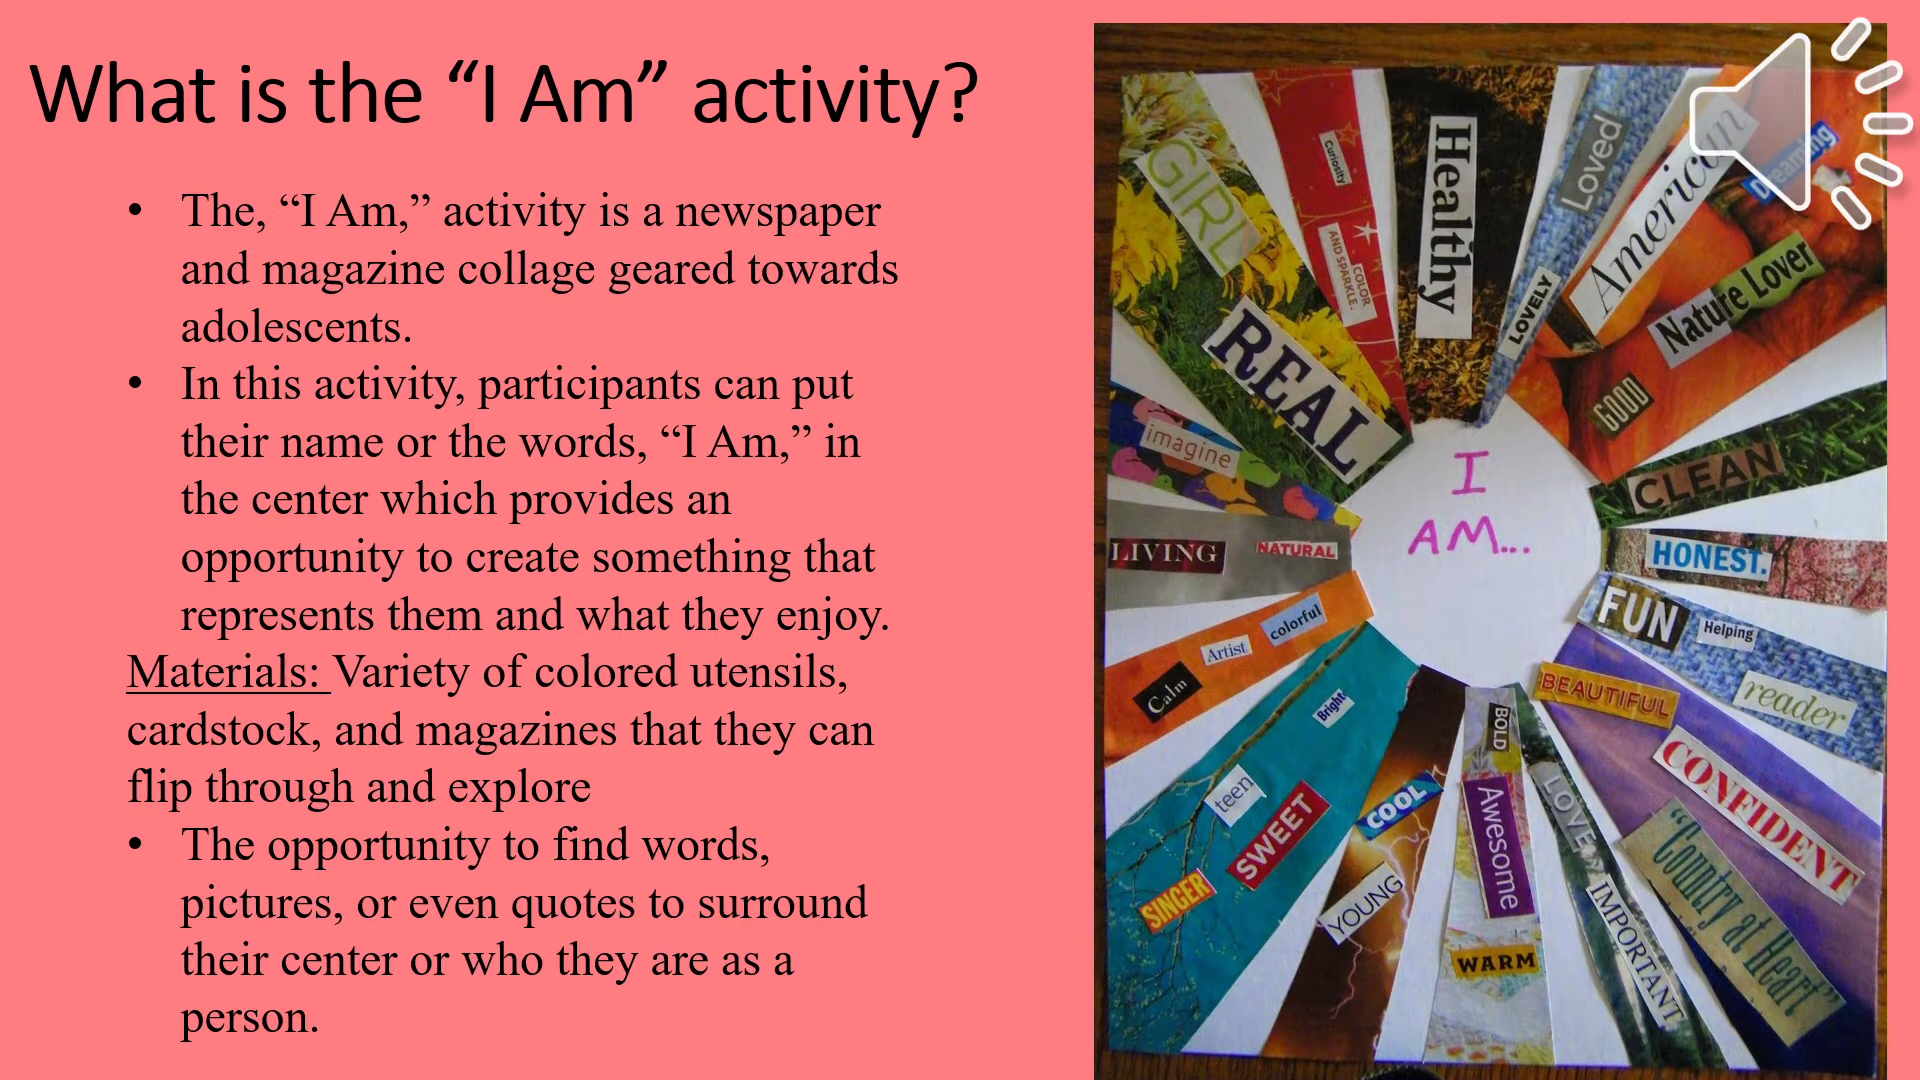 What is the “I Am” activity?
• The, “I Am,” activity is a newspaper
and magazine collage geared towards
adolescents.
• In this activity, participants can put
their name or the words, “I Am,” in
the center which provides an
opportunity to create something that
represents them and what they enjoy.
Materials: Variety of colored utensils,
cardstock, and magazines that they can
flip through and explore
• The opportunity to find words,
pictures, or even quotes to surround
their center or who they are as a
person.
GIRL
REAL
Curiosity
COLOR
AND SPARKLE.
Healthy
Loved
LOVELY
American
Dreaming
Nature Lover
GOOD
CLEAN
imagine
I
AM...
LIVING
NATURAL
HONEST.
FUN
Helping
reader
colorful
Artist
Calm
BEAUTIFUL
CONFIDENT
“Country at Heart”
Bright
teen
SWEET
SINGER
COOL
YOUNG
BOLD
Awesome
WARM
LOVE
IMPORTANT